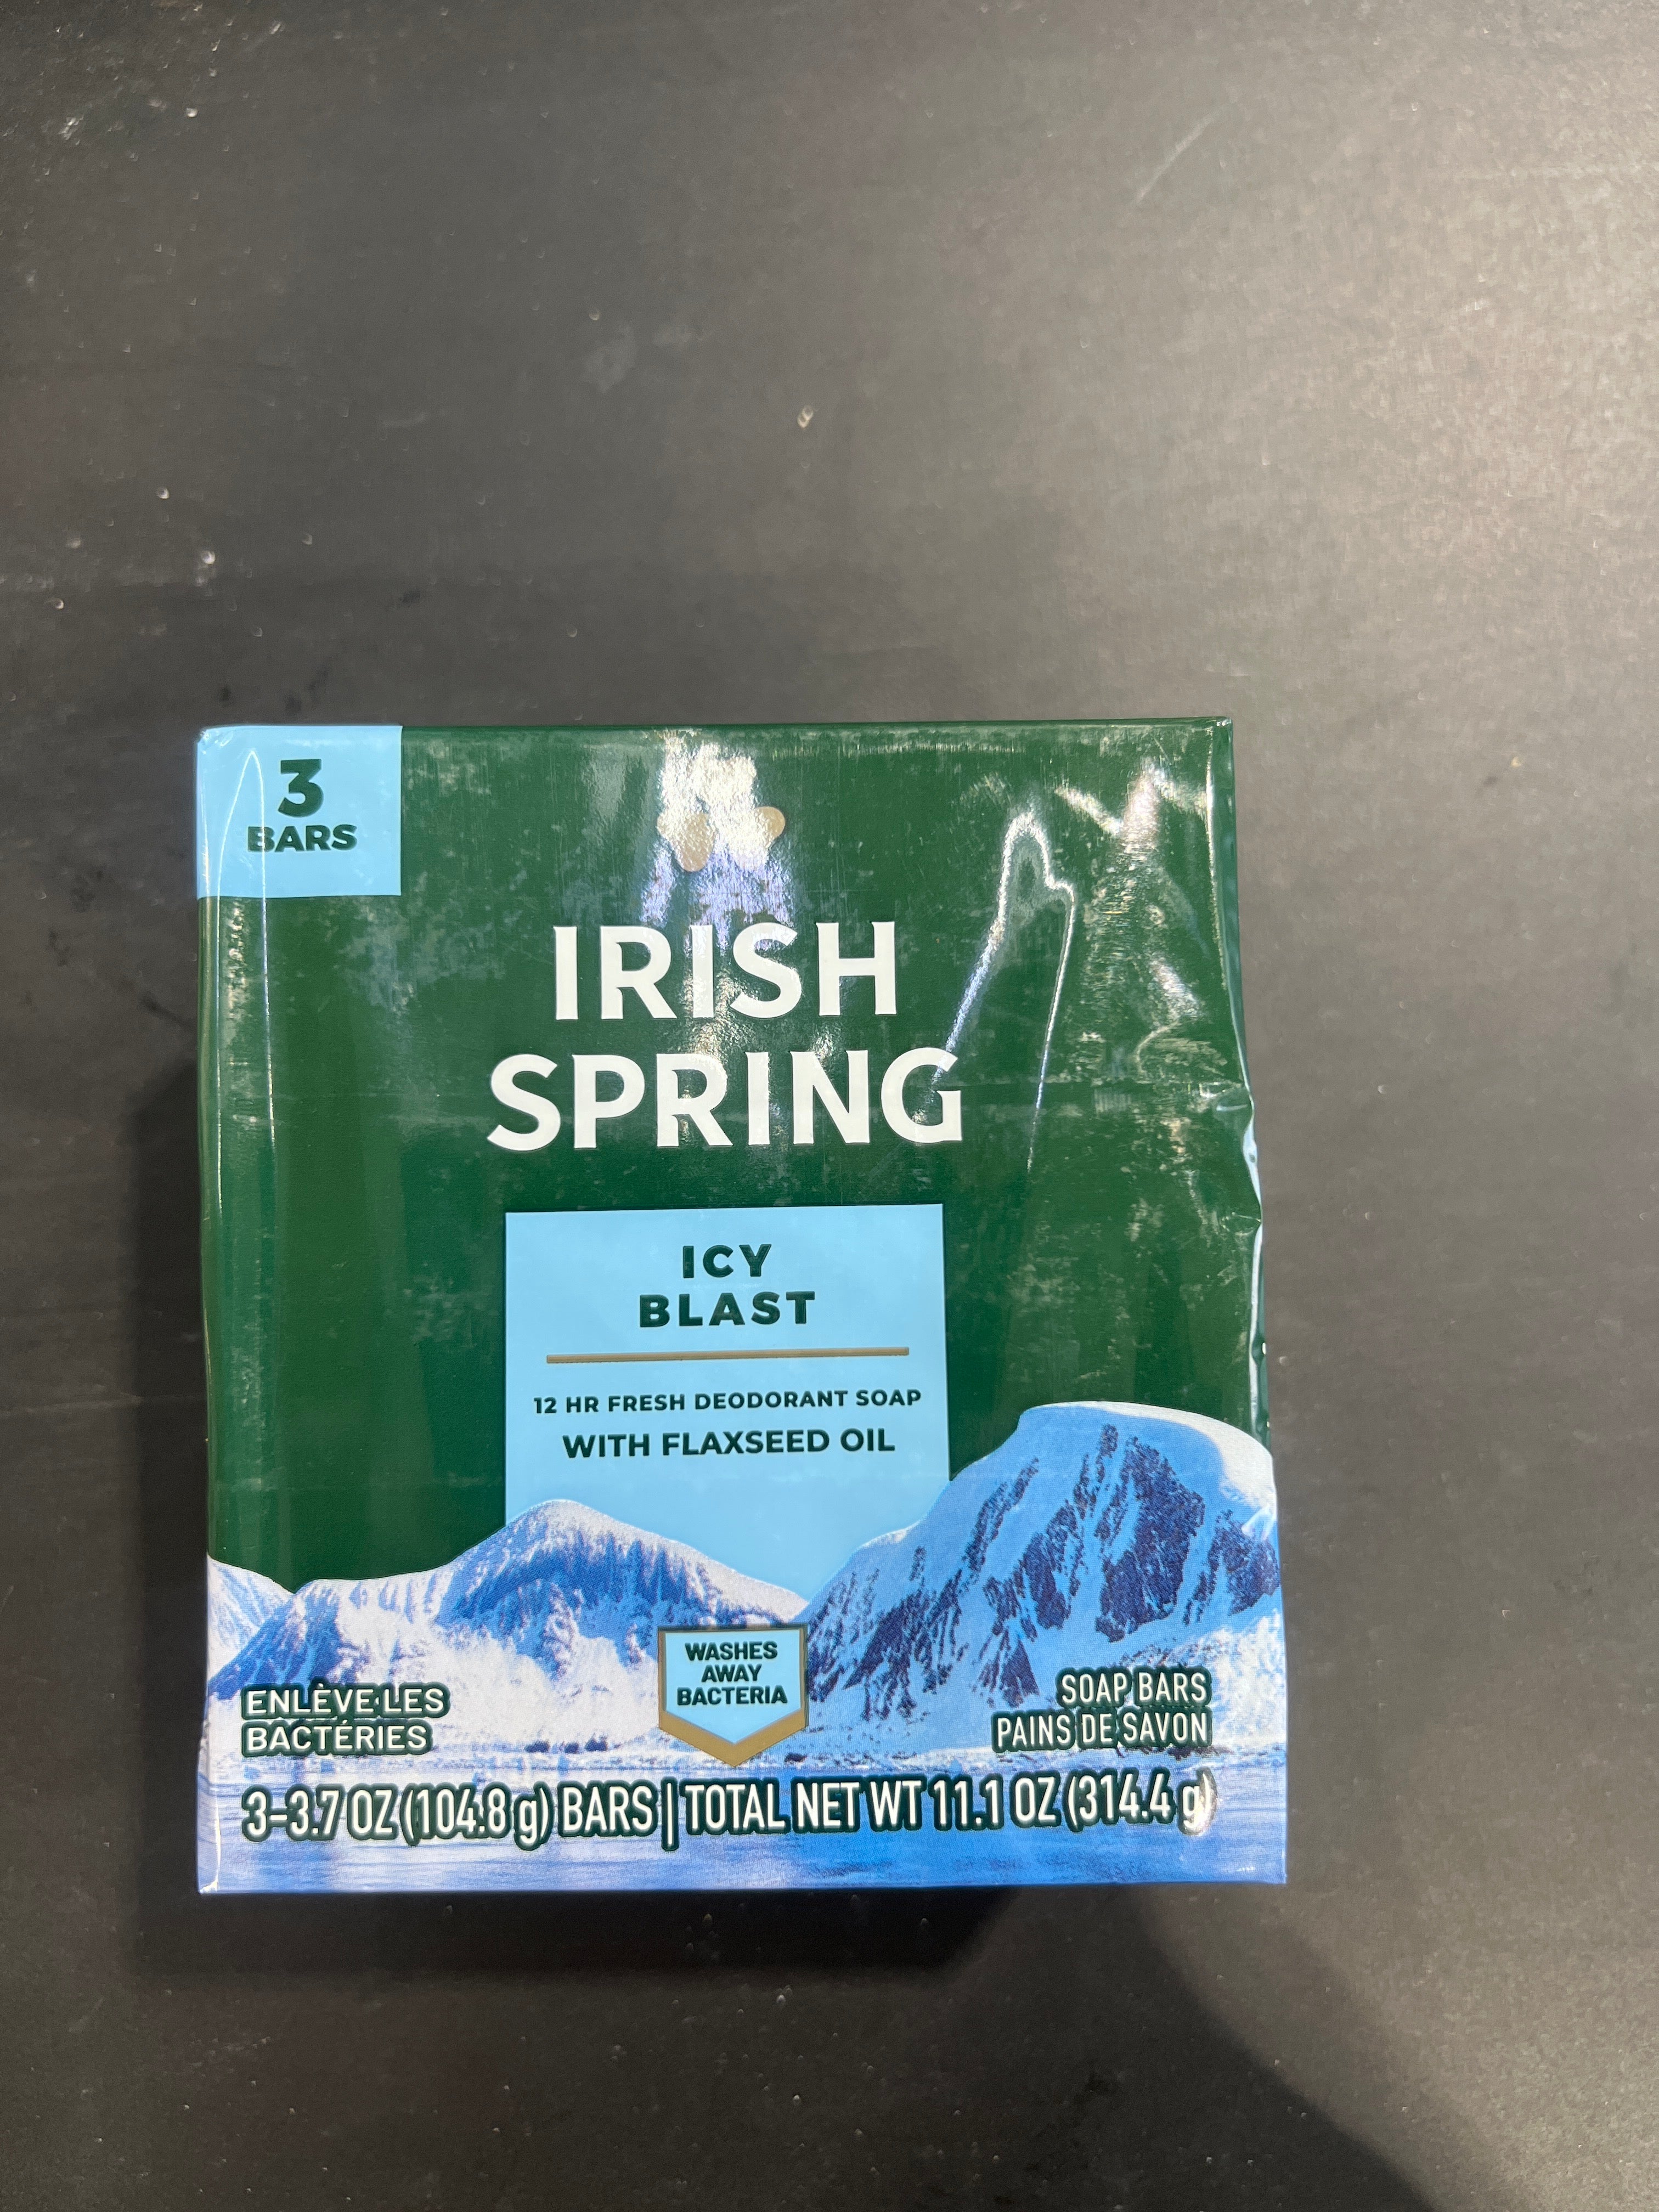 3
BARS
IRISH
SPRING
ICY
BLAST
12 HR FRESH DEODORANT SOAP
WITH FLAXSEED OIL
WASHES
AWAY
BACTERIA
ENLÈVE LES
BACTÉRIES
SOAP BARS
PAINS DE SAVON
3-3.7 OZ (104.8 g) BARS | TOTAL NET WT 11.1 OZ (314.4 g)